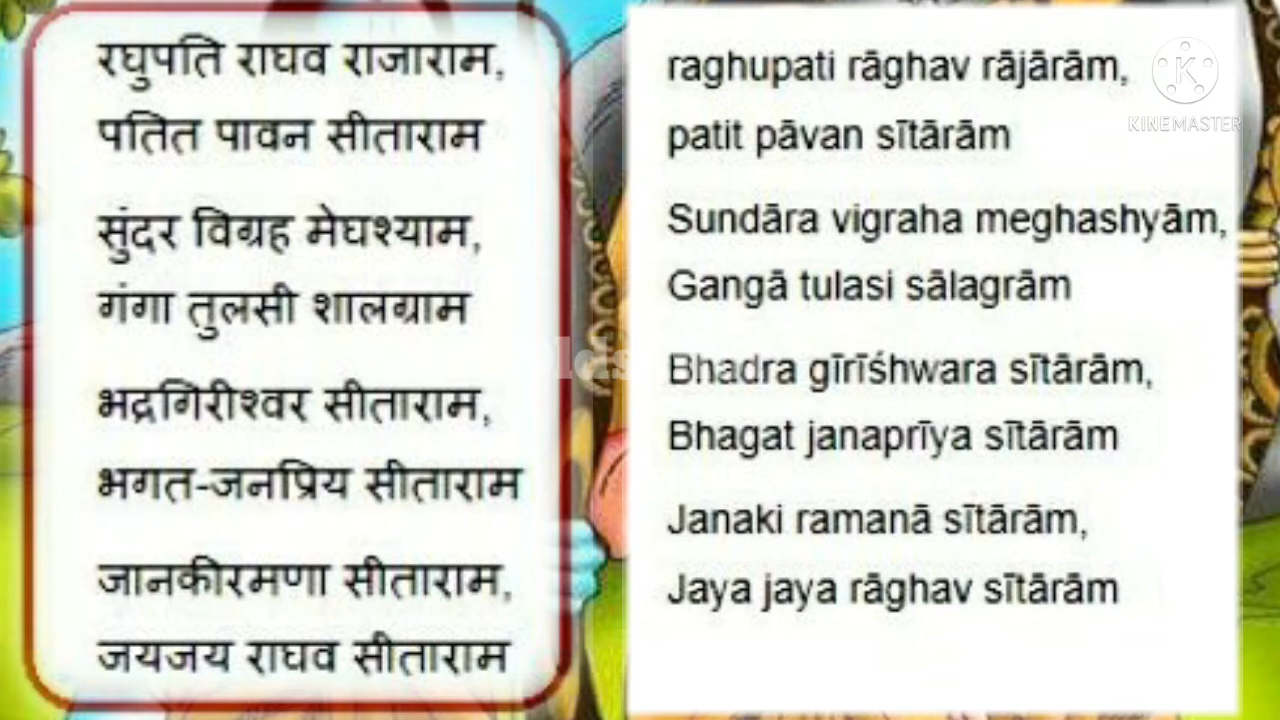 रघुपति राघव राजाराम,
पतित पावन सीताराम
सुंदर विग्रह मेघश्याम,
गंगा तुलसी शालग्राम
भद्रगिरीश्वर सीताराम,
भगत-जनप्रिय सीताराम
जानकीरमणा सीताराम,
जयजय राघव सीताराम
raghupati rāghav rājārām,
patit pāvan sītārām
Sundāra vigraha meghashyām,
Gangā tulasi sālagrām
Bhadra gīrīśhwara sītārām,
Bhagat janaprīya sītārām
Janaki ramanā sītārām,
Jaya jaya rāghav sītārām
K
KINEMASTER